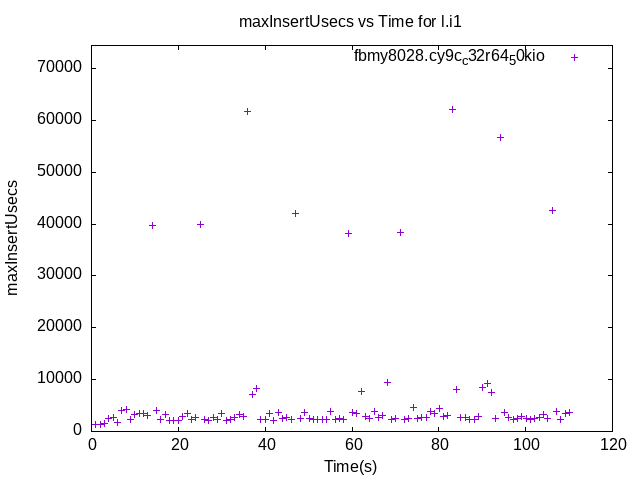 maxInsertUsecs vs Time for l.i1
fbmy8028.cy9c_c32r64_50kio
70000
60000
50000
40000
30000
20000
10000
0
maxInsertUsecs
0 20 40 60 80 100 120
Time(s)